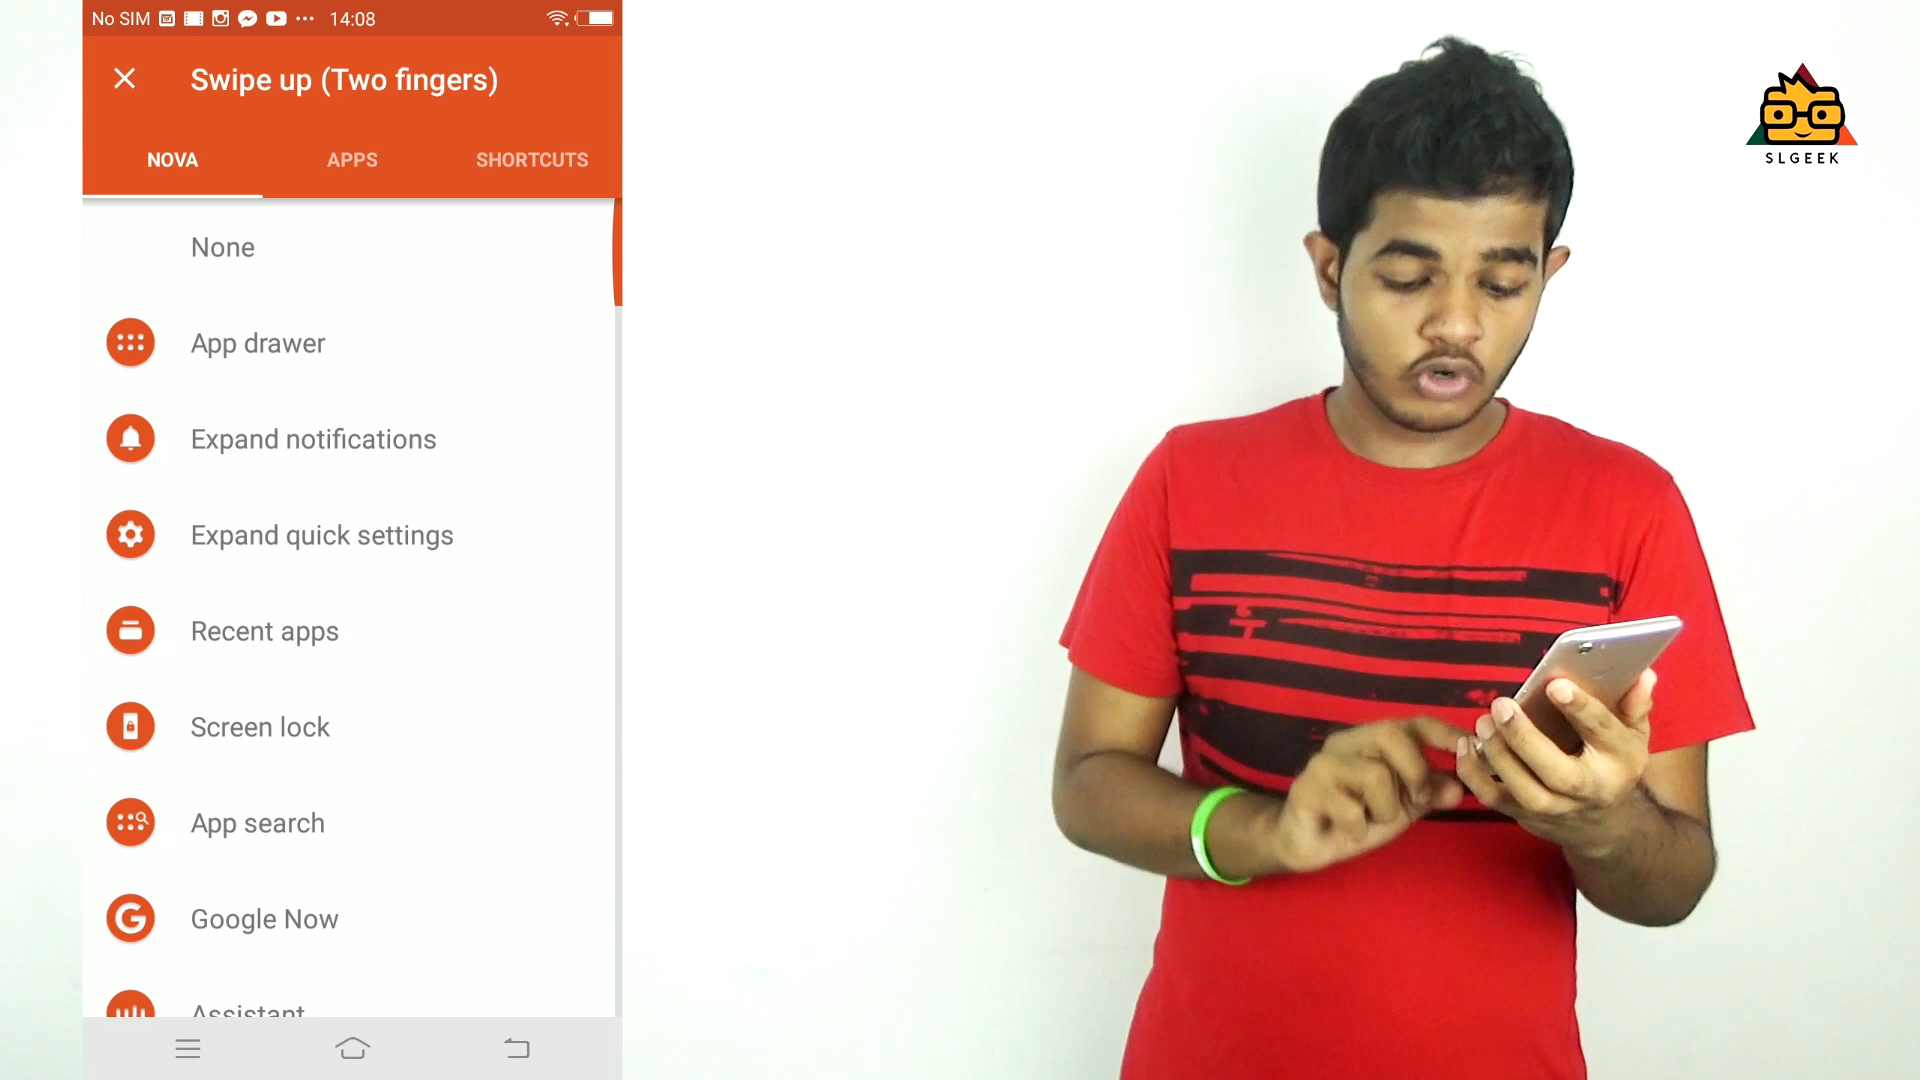 No SIM 14:08
Swipe up (Two fingers)
NOVA APPS SHORTCUTS
None
App drawer
Expand notifications
Expand quick settings
Recent apps
Screen lock
App search
Google Now
Assistant
SLGEEK